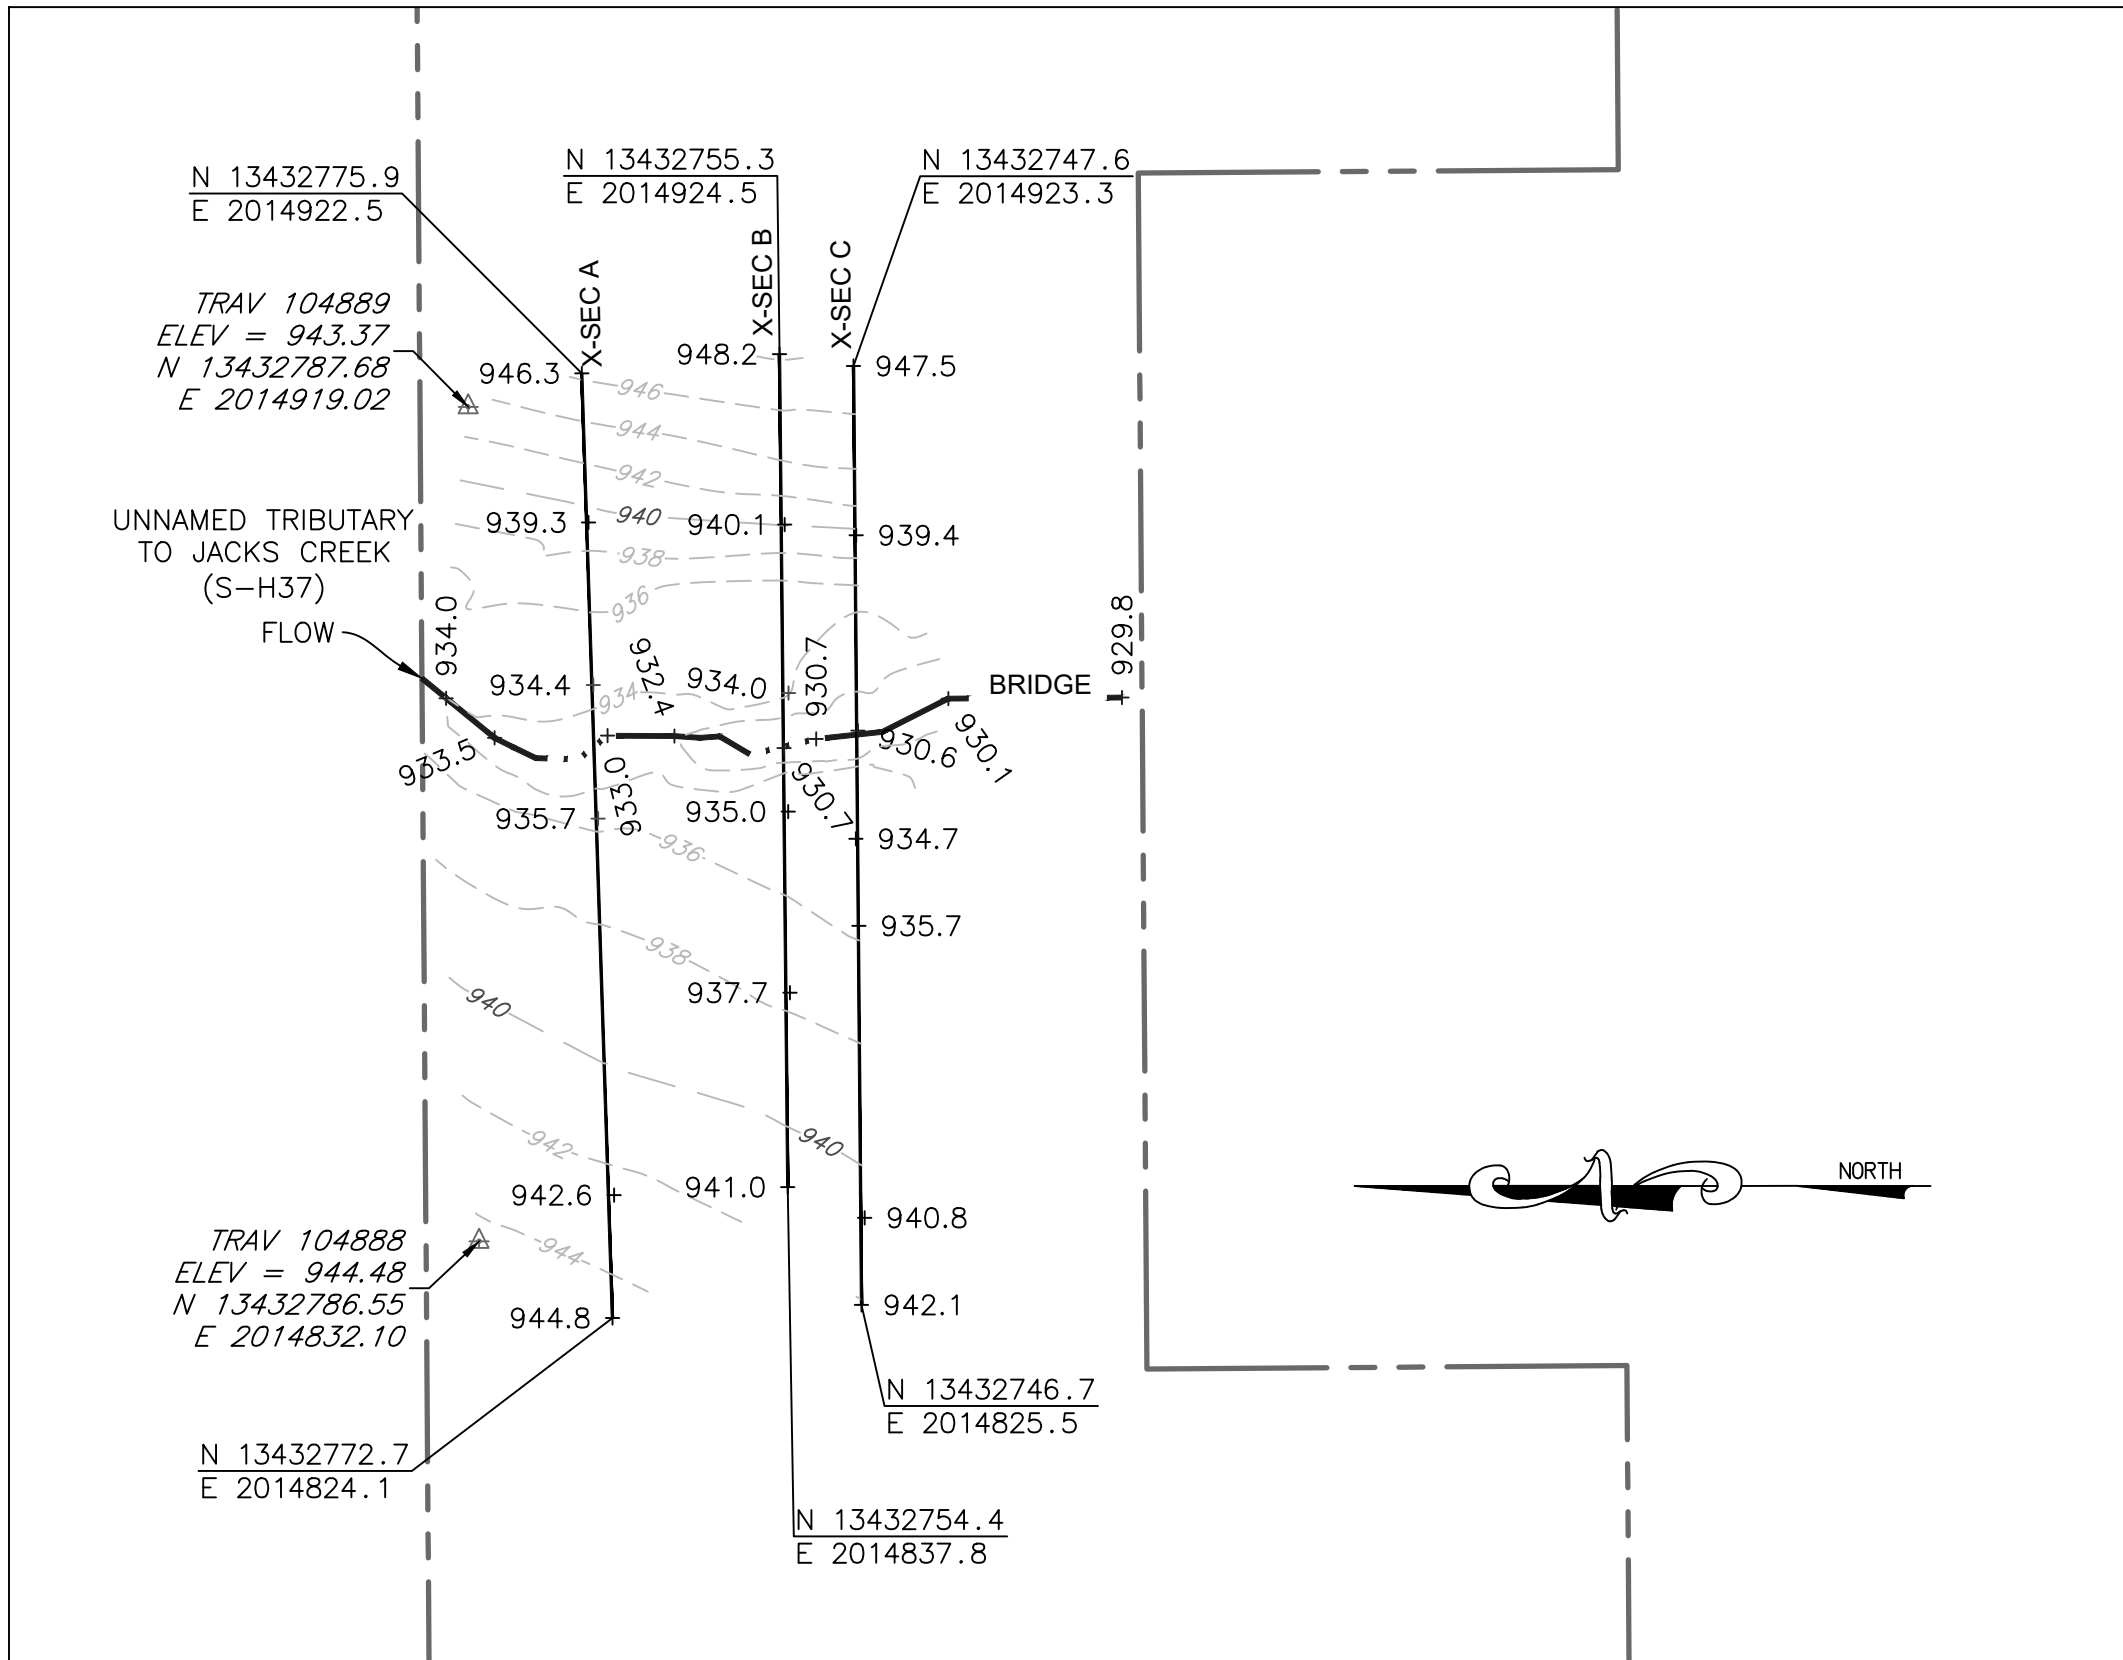 N 13432775.9
E 2014922.5
N 13432755.3
E 2014924.5
N 13432747.6
E 2014923.3
X-SEC A
X-SEC B
X-SEC C
TRAV 104889
ELEV = 943.37
N 13432787.68
E 2014919.02
946.3
948.2
947.5
946
944
942
940
938
936
934
UNNAMED TRIBUTARY
TO JACKS CREEK
(S-H37)
FLOW
939.3
940.1
939.4
934.0
934.4
932.4
934.0
930.7
929.8
BRIDGE
933.5
933.0
930.7
930.6
930.1
935.7
935.0
934.7
936
935.7
938
937.7
940
942
940
944
942.6
941.0
940.8
NORTH
TRAV 104888
ELEV = 944.48
N 13432786.55
E 2014832.10
944.8
942.1
N 13432746.7
E 2014825.5
N 13432772.7
E 2014824.1
N 13432754.4
E 2014837.8